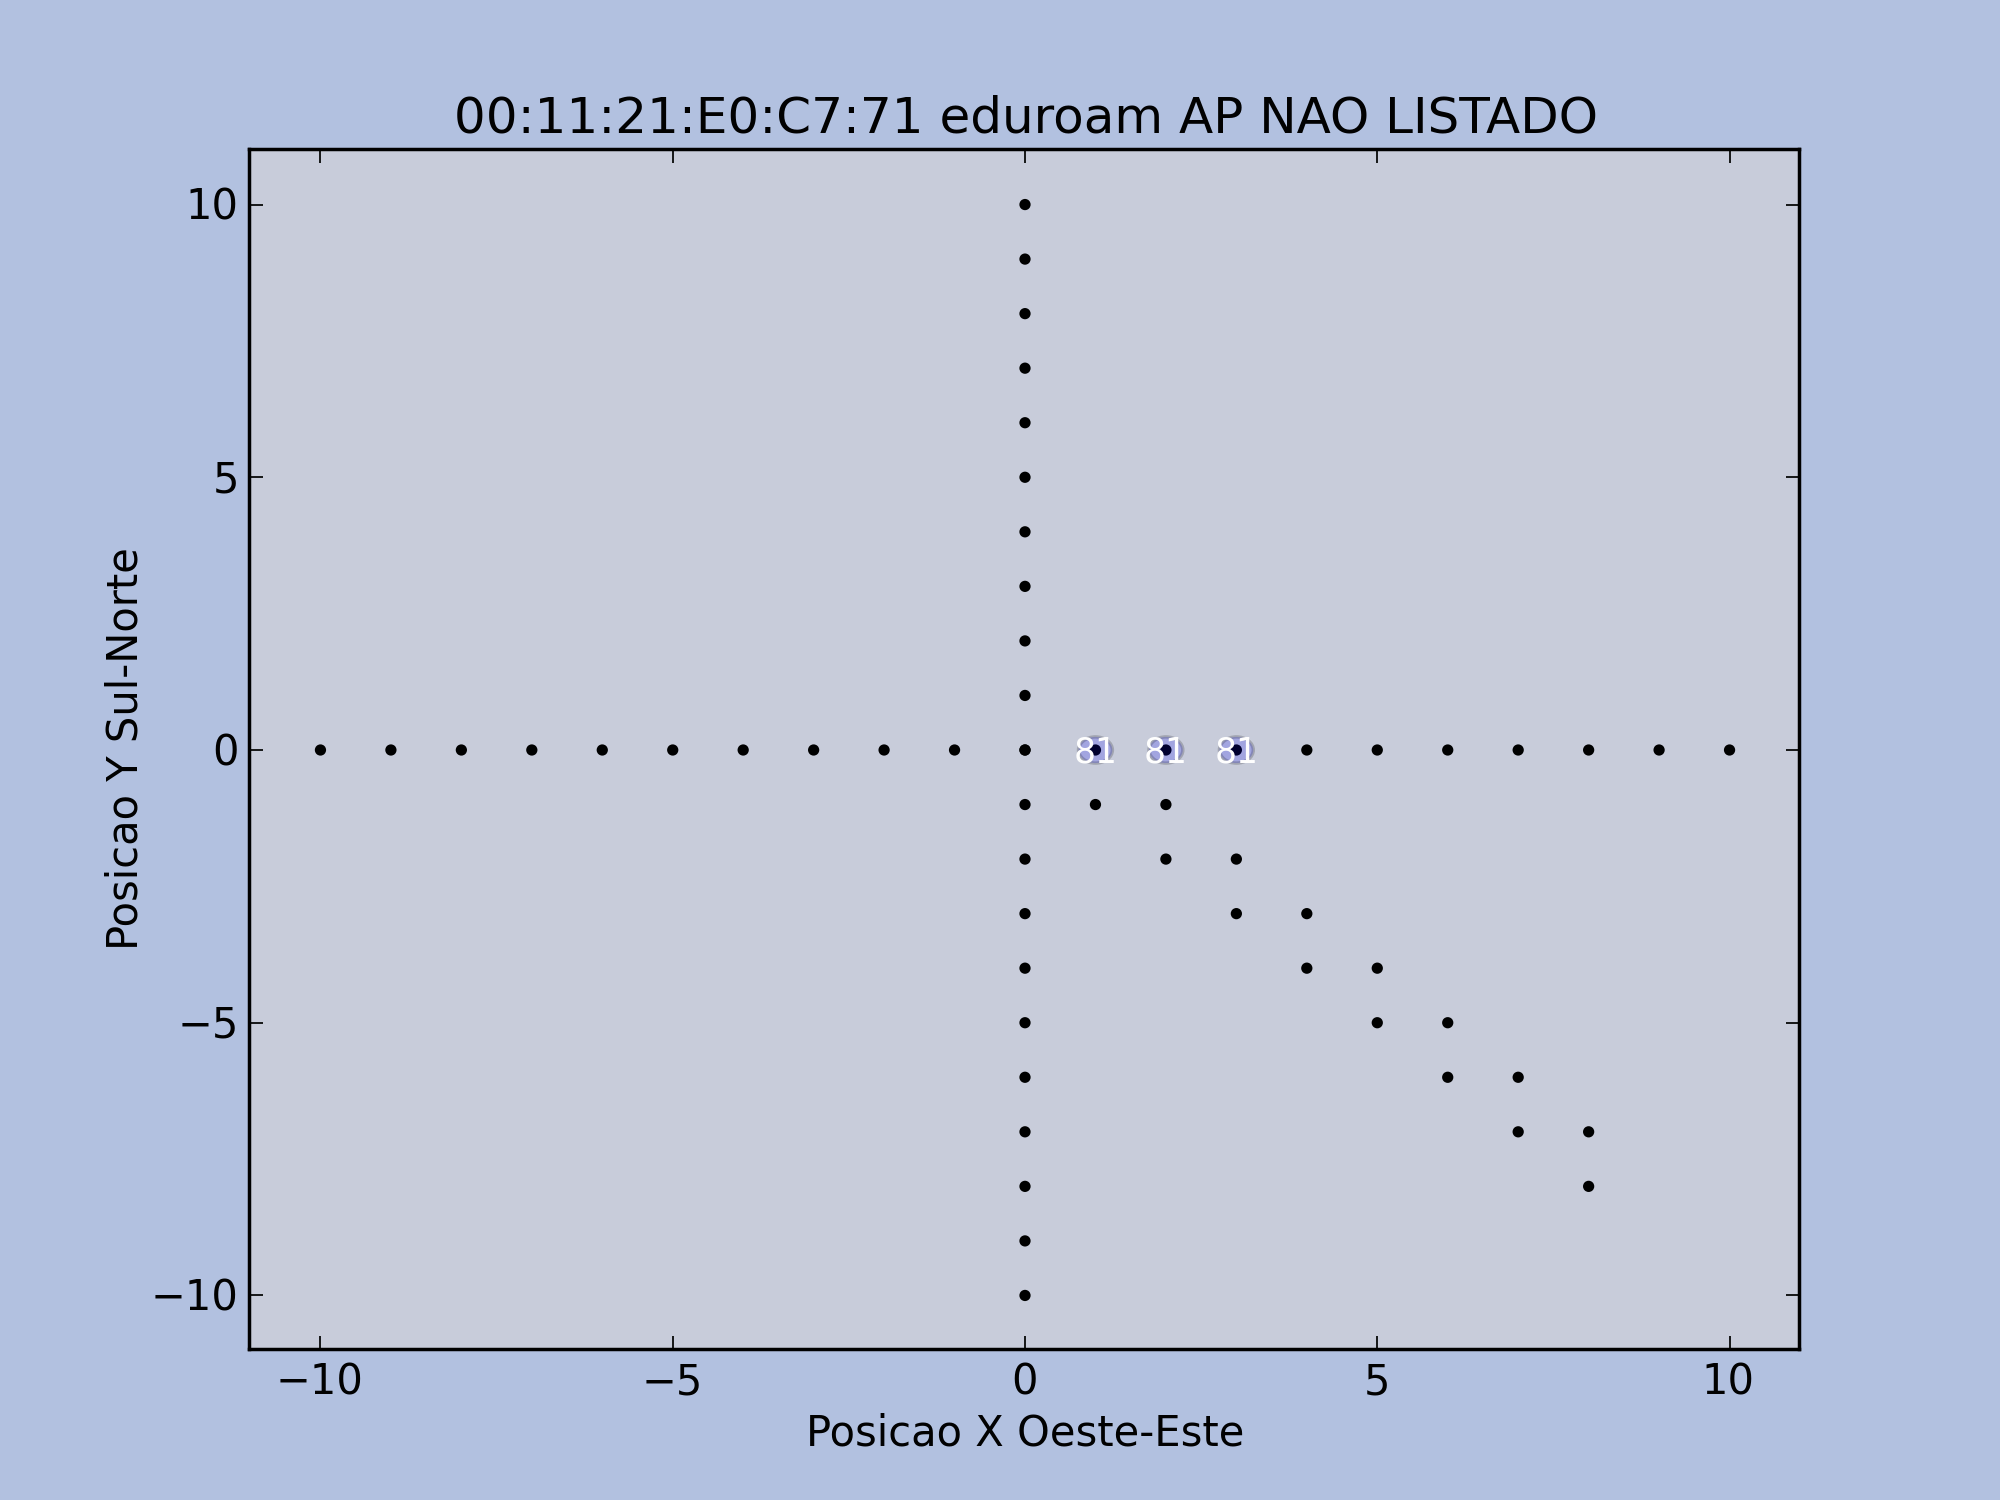 00:11:21:E0:C7:71 eduroam AP NAO LISTADO
10
5
0
−5
−10
Posicao Y Sul-Norte
81 81 81
−10 −5 0 5 10
Posicao X Oeste-Este